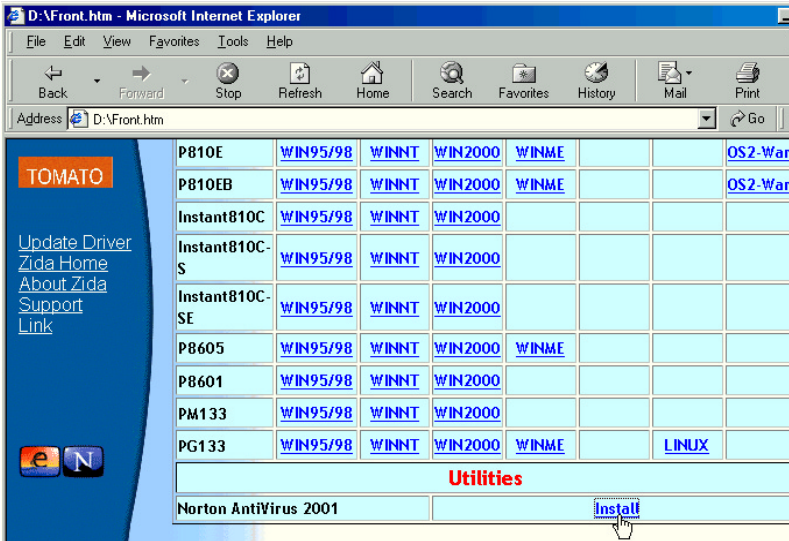 D:\Front.htm - Microsoft Internet Explorer
File Edit View Favorites Tools Help
Back Forward Stop Refresh Home Search Favorites History Mail Print
Address D:\Front.htm Go
TOMATO
Update Driver
Zida Home
About Zida
Support
Link
e N
P810E WIN95/98 WINNT WIN2000 WINME OS2-War
P810EB WIN95/98 WINNT WIN2000 WINME OS2-War
Instant810C WIN95/98 WINNT WIN2000
Instant810C-
S WIN95/98 WINNT WIN2000
Instant810C-
SE WIN95/98 WINNT WIN2000
P8605 WIN95/98 WINNT WIN2000 WINME
P8601 WIN95/98 WINNT WIN2000
PM133 WIN95/98 WINNT WIN2000
PG133 WIN95/98 WINNT WIN2000 WINME LINUX
Utilities
Norton AntiVirus 2001 Install